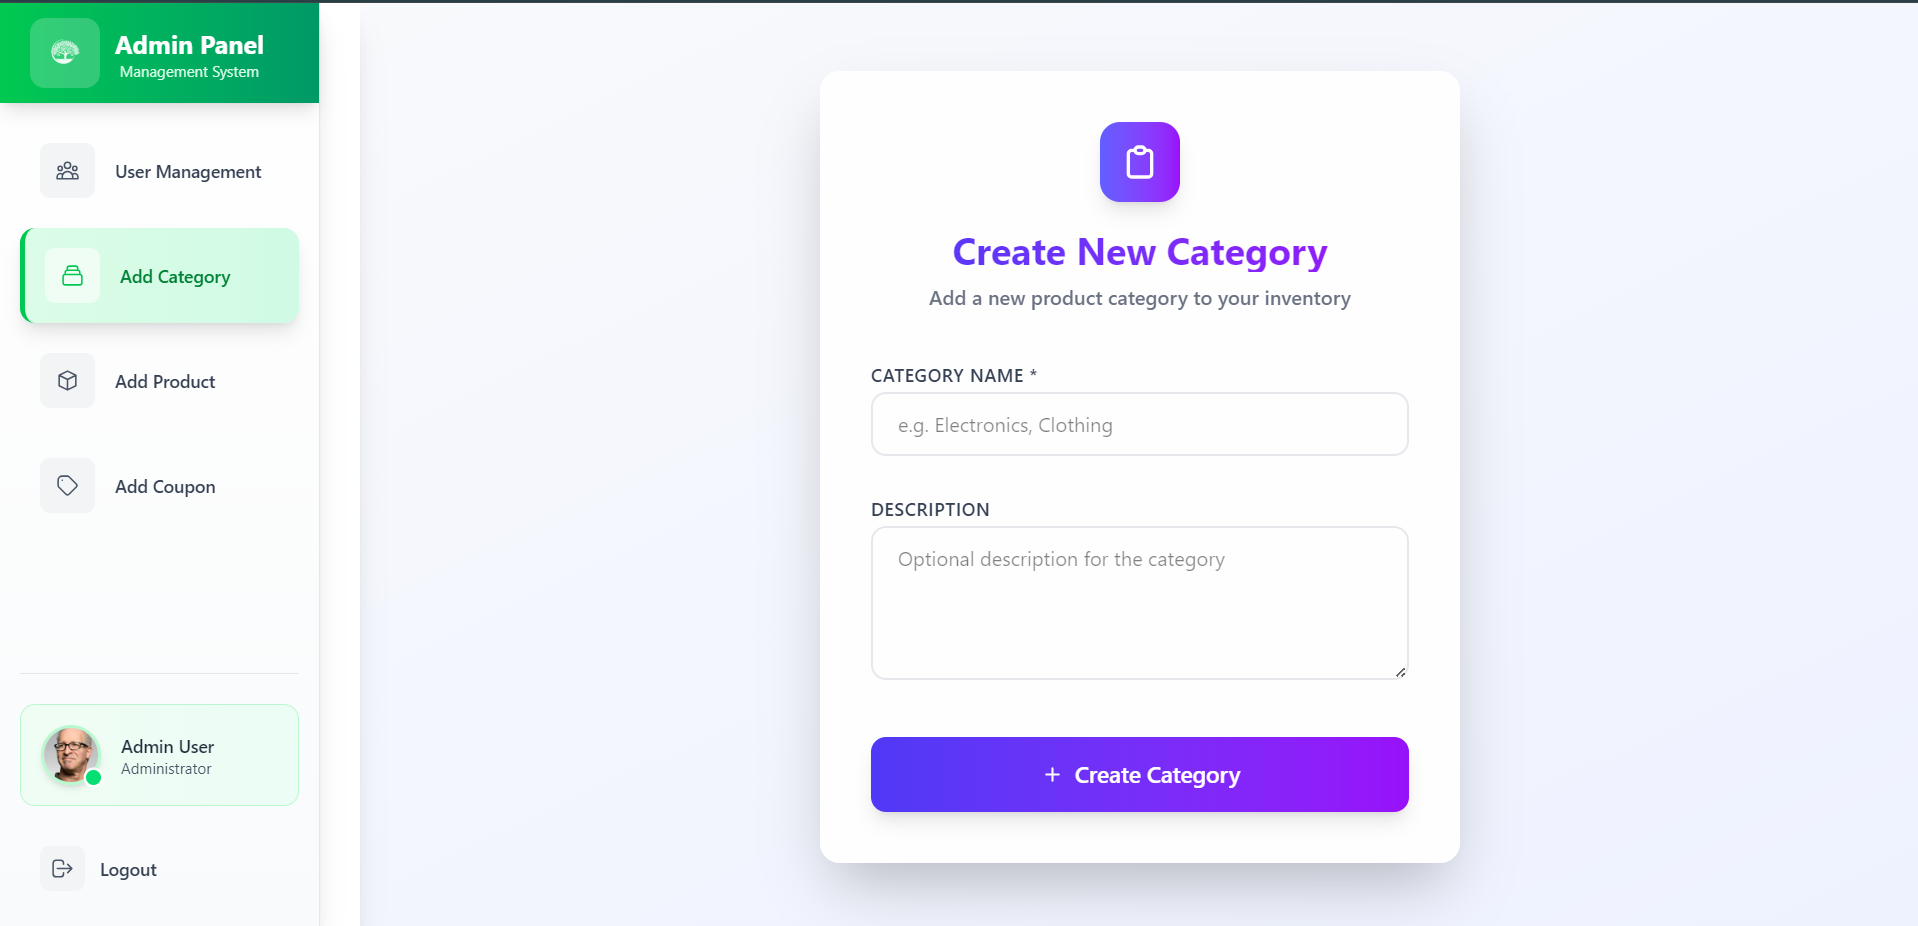 Admin Panel
Management System
User Management
Add Category
Add Product
Add Coupon
Admin User
Administrator
Logout
Create New Category
Add a new product category to your inventory
CATEGORY NAME *
e.g. Electronics, Clothing
DESCRIPTION
Optional description for the category
+ Create Category